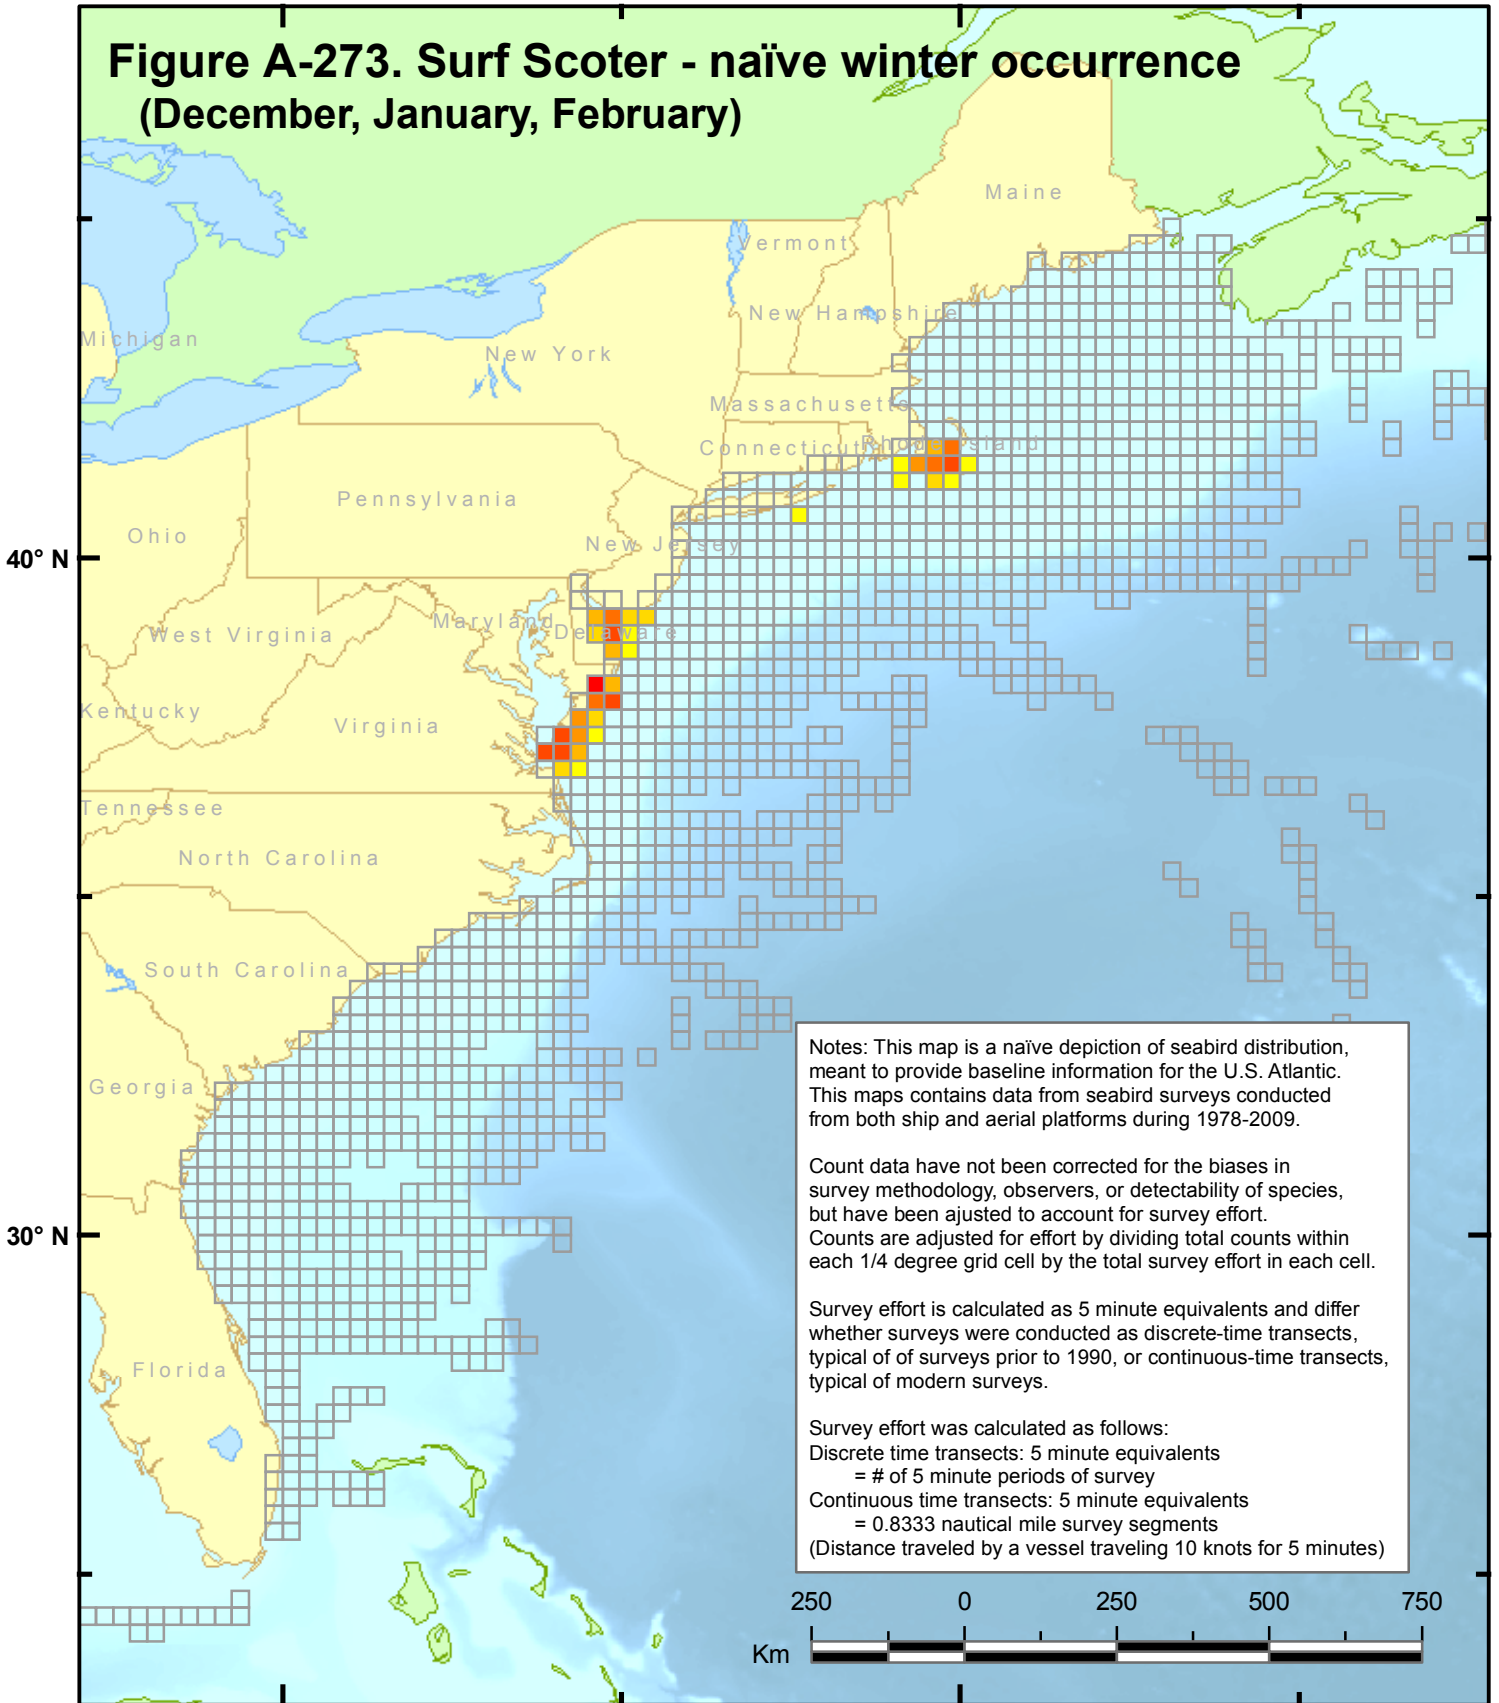 Figure A-273. Surf Scoter - naïve winter occurrence
(December, January, February)
Maine
Vermont
New Hampshire
Michigan
New York
Massachusetts
Connecticut
Rhode Island
Pennsylvania
Ohio
New Jersey
40° N
Maryland
Delaware
West Virginia
Kentucky
Virginia
Tennessee
North Carolina
South Carolina
Georgia
30° N
Florida
Notes: This map is a naïve depiction of seabird distribution,
meant to provide baseline information for the U.S. Atlantic.
This maps contains data from seabird surveys conducted
from both ship and aerial platforms during 1978-2009.
Count data have not been corrected for the biases in
survey methodology, observers, or detectability of species,
but have been ajusted to account for survey effort.
Counts are adjusted for effort by dividing total counts within
each 1/4 degree grid cell by the total survey effort in each cell.
Survey effort is calculated as 5 minute equivalents and differ
whether surveys were conducted as discrete-time transects,
typical of of surveys prior to 1990, or continuous-time transects,
typical of modern surveys.
Survey effort was calculated as follows:
Discrete time transects: 5 minute equivalents
= # of 5 minute periods of survey
Continuous time transects: 5 minute equivalents
= 0.8333 nautical mile survey segments
(Distance traveled by a vessel traveling 10 knots for 5 minutes)
250 0 250 500 750
Km